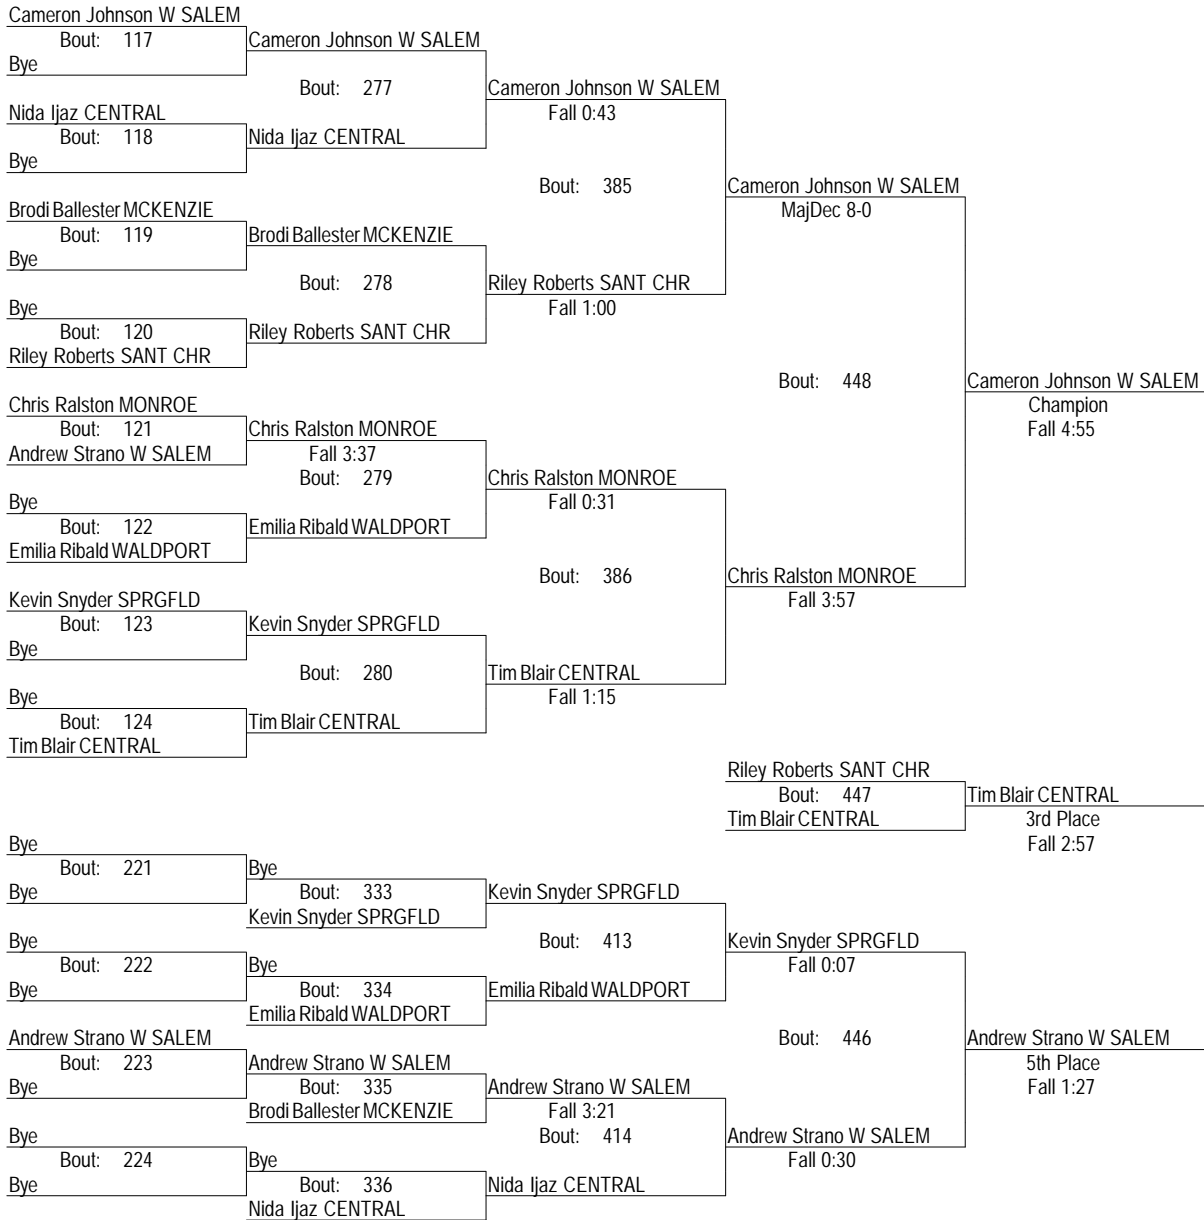 Cameron Johnson W SALEM
Bout: 117
Bye
Cameron Johnson W SALEM
Bout: 277
Nida Ijaz CENTRAL
Bout: 118
Bye
Nida Ijaz CENTRAL
Cameron Johnson W SALEM
Fall 0:43
Bout: 385
Brodi Ballester MCKENZIE
Bout: 119
Bye
Brodi Ballester MCKENZIE
Bout: 278
Bye
Bout: 120
Riley Roberts SANT CHR
Riley Roberts SANT CHR
Riley Roberts SANT CHR
Fall 1:00
Cameron Johnson W SALEM
MajDec 8-0
Bout: 448
Chris Ralston MONROE
Bout: 121
Andrew Strano W SALEM
Chris Ralston MONROE
Fall 3:37
Bout: 279
Bye
Bout: 122
Emilia Ribald WALDPORT
Emilia Ribald WALDPORT
Chris Ralston MONROE
Fall 0:31
Bout: 386
Kevin Snyder SPRGFLD
Bout: 123
Bye
Kevin Snyder SPRGFLD
Bout: 280
Bye
Bout: 124
Tim Blair CENTRAL
Tim Blair CENTRAL
Tim Blair CENTRAL
Fall 1:15
Chris Ralston MONROE
Fall 3:57
Cameron Johnson W SALEM
Champion
Fall 4:55
Riley Roberts SANT CHR
Bout: 447
Tim Blair CENTRAL
Tim Blair CENTRAL
3rd Place
Fall 2:57
Bye
Bout: 221
Bye
Bye
Bout: 333
Kevin Snyder SPRGFLD
Kevin Snyder SPRGFLD
Bout: 413
Bye
Bout: 222
Bye
Bye
Bout: 334
Emilia Ribald WALDPORT
Emilia Ribald WALDPORT
Kevin Snyder SPRGFLD
Fall 0:07
Bout: 446
Andrew Strano W SALEM
Bout: 223
Bye
Andrew Strano W SALEM
Bout: 335
Brodi Ballester MCKENZIE
Andrew Strano W SALEM
Fall 3:21
Bout: 414
Bye
Bout: 224
Bye
Bye
Bout: 336
Nida Ijaz CENTRAL
Nida Ijaz CENTRAL
Andrew Strano W SALEM
Fall 0:30
Andrew Strano W SALEM
5th Place
Fall 1:27